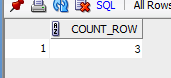 SQL | All Rows
COUNT_ROW
1 3